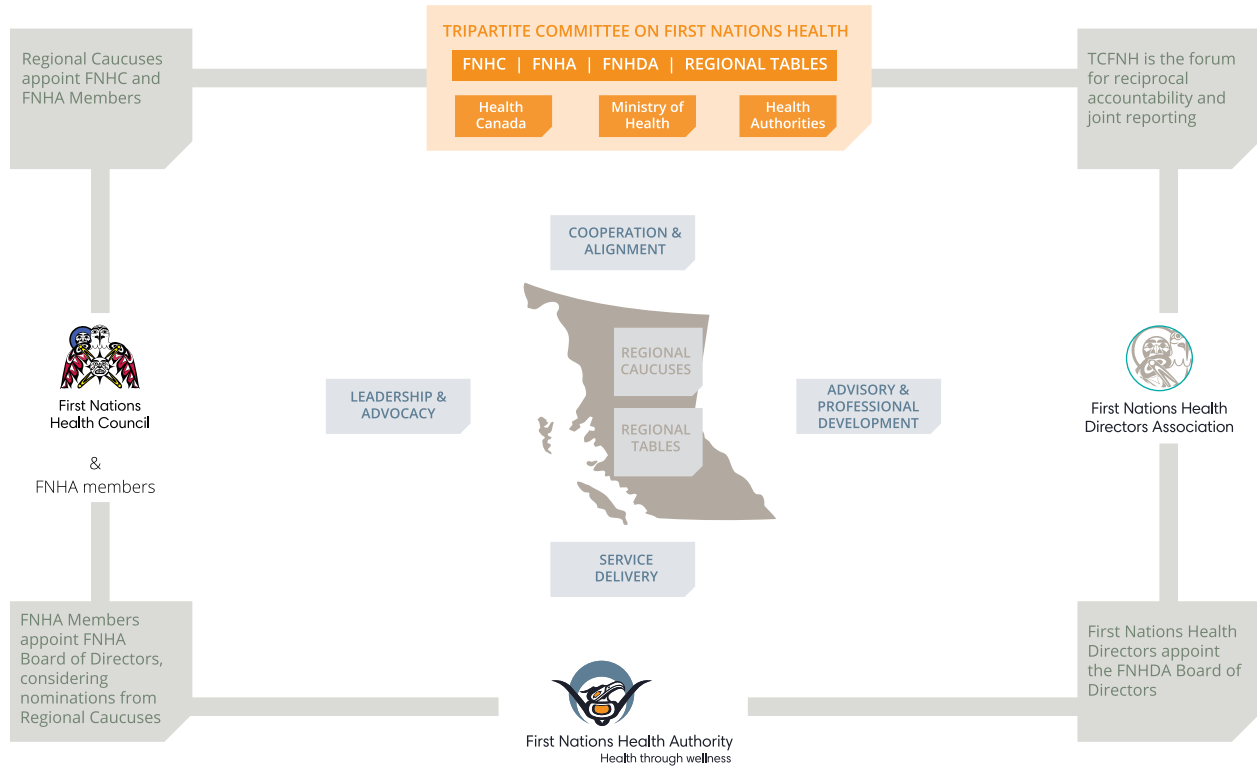 TRIPARTITE COMMITTEE ON FIRST NATIONS HEALTH
FNHC | FNHA | FNHDA | REGIONAL TABLES
Health
Canada
Ministry of
Health
Health
Authorities
Regional Caucuses
appoint FNHC and
FNHA Members
TCFNH is the forum
for reciprocal
accountability and
joint reporting
COOPERATION &
ALIGNMENT
REGIONAL
CAUCUSES
REGIONAL
TABLES
LEADERSHIP &
ADVOCACY
ADVISORY &
PROFESSIONAL
DEVELOPMENT
First Nations
Health Council
&
FNHA members
First Nations Health
Directors Association
SERVICE
DELIVERY
FNHA Members
appoint FNHA
Board of Directors,
considering
nominations from
Regional Caucuses
First Nations Health
Directors appoint
the FNHDA Board of
Directors
First Nations Health Authority
Health through wellness